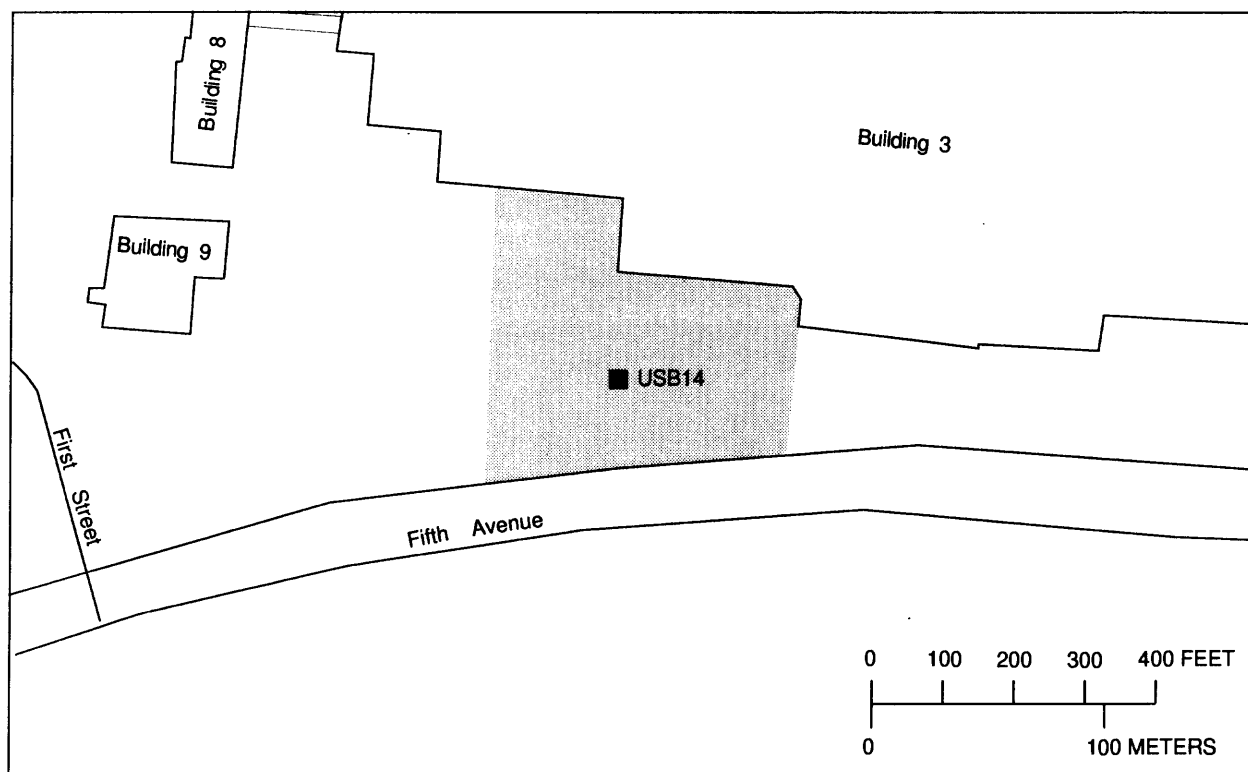 Building 8
Building 3
Building 9
USB14
First Street
Fifth Avenue
0 100 200 300 400 FEET
0 100 METERS